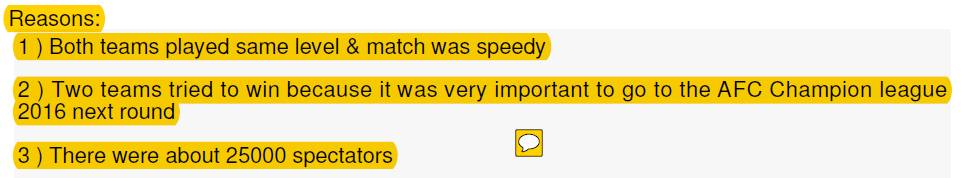 Reasons:
1 ) Both teams played same level & match was speedy
2 ) Two teams tried to win because it was very important to go to the AFC Champion league
2016 next round
3 ) There were about 25000 spectators